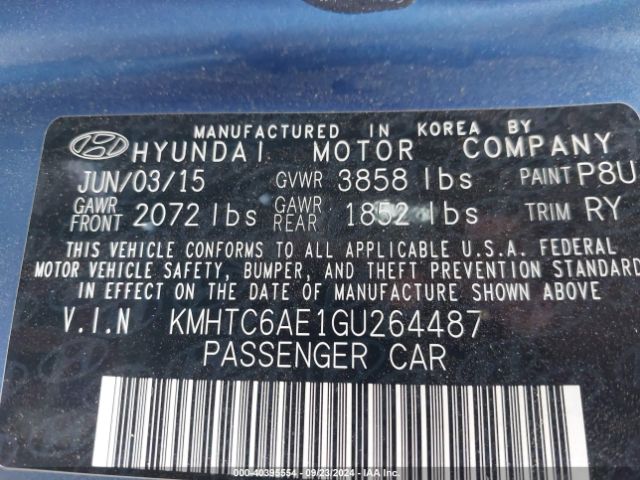 MANUFACTURED IN KOREA BY
HYUNDAI MOTOR COMPANY
JUN/03/15 GVWR 3858 lbs PAINT P8U
GAWR FRONT 2072 lbs GAWR REAR 1852 lbs TRIM RY
THIS VEHICLE CONFORMS TO ALL APPLICABLE U.S.A. FEDERAL
MOTOR VEHICLE SAFETY, BUMPER, AND THEFT PREVENTION STANDARD
IN EFFECT ON THE DATE OF MANUFACTURE SHOWN ABOVE.
V.I.N KMHTC6AE1GU264487
PASSENGER CAR
000-40395554 - 09/23/2024 - IAA Inc.